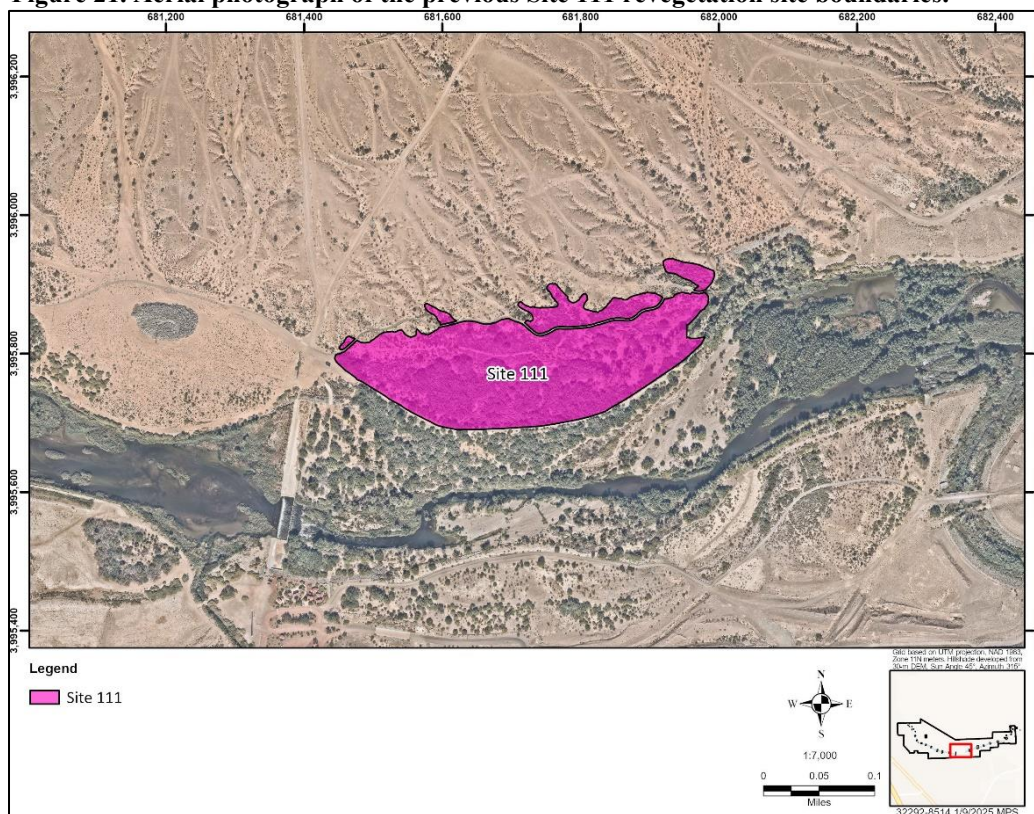 Figure 21. Aerial photograph of the previous Site 111 revegetation site boundaries.
681,200 681,400 681,600 681,800 682,000 682,200 682,400
3,996,200
3,996,000
3,995,800
3,995,600
3,995,400
Site 111
Legend
Site 111
N
W E
S
1:7,000
0 0.05 0.1
Miles
Grid based on UTM projection, NAD 1983,
Zone 11N meters. Hillshade developed from
30-m DEM, Sun Angle 45°, Azimuth 315°.
32292-8514 1/9/2025 MPS